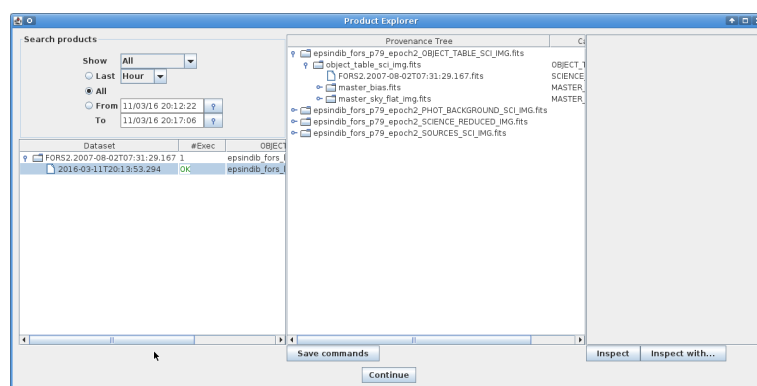 Product Explorer
Search products
Show All
Last Hour
All
From 11/03/16 20:12:22
To 11/03/16 20:17:06
Dataset #Exec OBJECT
FORS2.2007-08-02T07:31:29.167 1 epsindib_fors_
2016-03-11T20:13:53.294 OK epsindib_fors_
Provenance Tree Ca
epsindib_fors_p79_epoch2_OBJECT_TABLE_SCI_IMG.fits
object_table_sci_img.fits OBJECT_T
FORS2.2007-08-02T07:31:29.167.fits SCIENCE
master_bias.fits MASTER_
master_sky_flat_img.fits MASTER_
epsindib_fors_p79_epoch2_PHOT_BACKGROUND_SCI_IMG.fits
epsindib_fors_p79_epoch2_SCIENCE_REDUCED_IMG.fits
epsindib_fors_p79_epoch2_SOURCES_SCI_IMG.fits
Save commands
Inspect Inspect with...
Continue